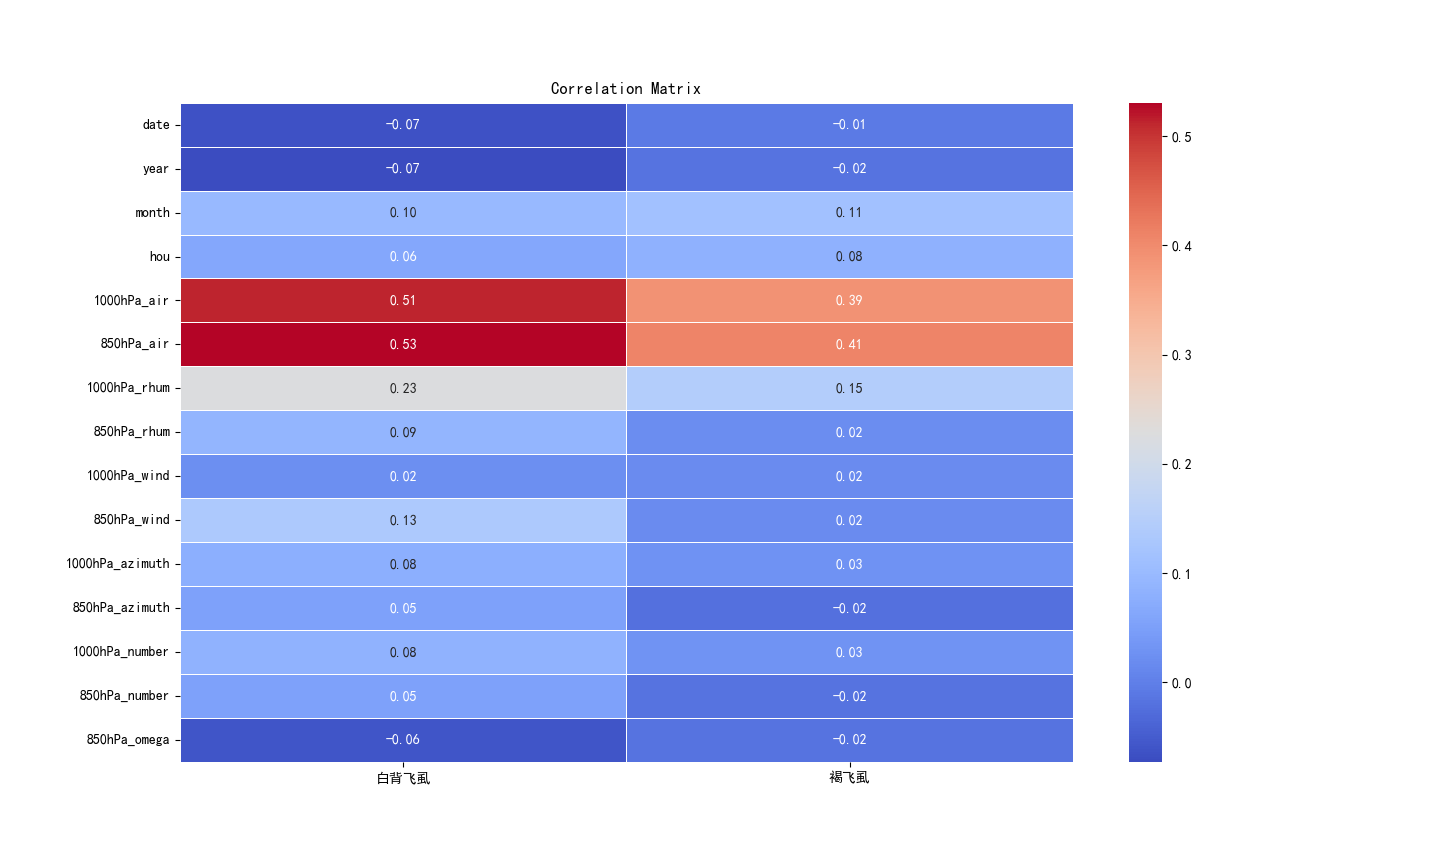 Correlation Matrix
date -0.07 -0.01
year -0.07 -0.02
month 0.10 0.11
hou 0.06 0.08
1000hPa_air 0.51 0.39
850hPa_air 0.53 0.41
1000hPa_rhum 0.23 0.15
850hPa_rhum 0.09 0.02
1000hPa_wind 0.02 0.02
850hPa_wind 0.13 0.02
1000hPa_azimuth 0.08 0.03
850hPa_azimuth 0.05 -0.02
1000hPa_number 0.08 0.03
850hPa_number 0.05 -0.02
850hPa_omega -0.06 -0.02
白背飞虱 褐飞虱
0.5
0.4
0.3
0.2
0.1
0.0